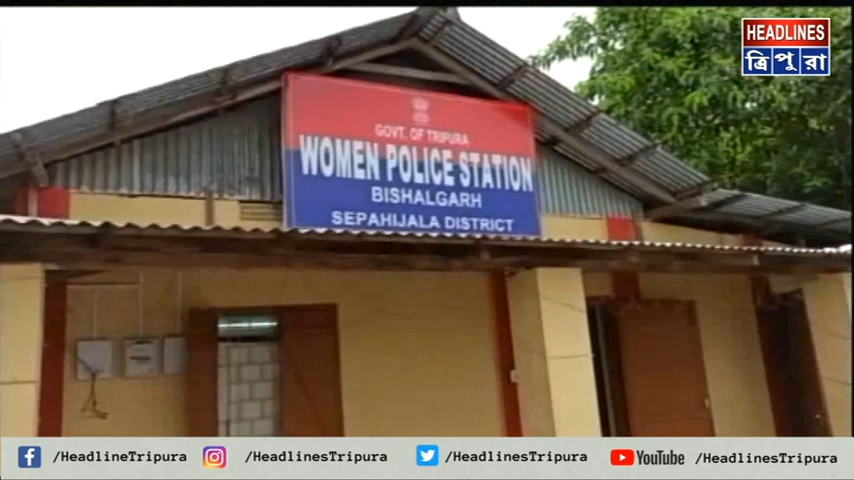 HEADLINES
ত্রিপুরা
GOVT. OF TRIPURA
WOMEN POLICE STATION
BISHALGARH
SEPAHIJALA DISTRICT
/HeadlineTripura
/HeadlinesTripura
/HeadlinesTripura
YouTube /HeadlinesTripura